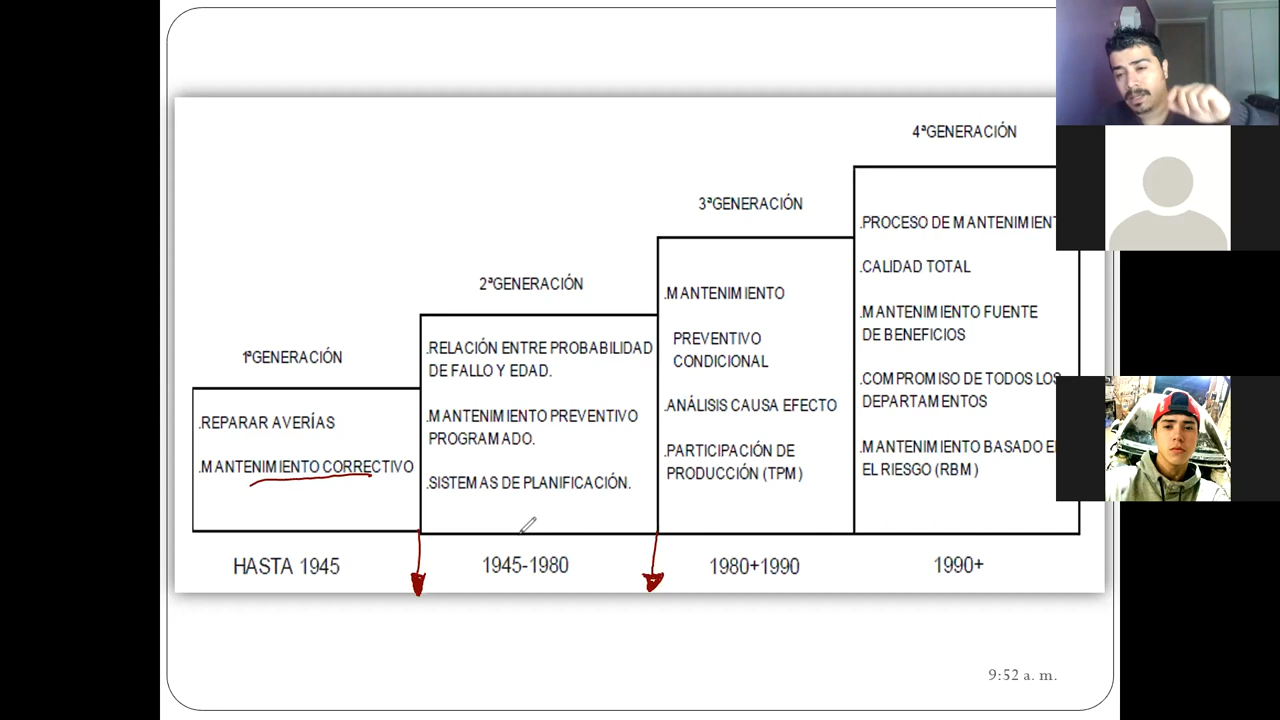 1ªGENERACIÓN
.REPARAR AVERÍAS
.MANTENIMIENTO CORRECTIVO
HASTA 1945
2ªGENERACIÓN
.RELACIÓN ENTRE PROBABILIDAD
DE FALLO Y EDAD.
.MANTENIMIENTO PREVENTIVO
PROGRAMADO.
.SISTEMAS DE PLANIFICACIÓN.
1945-1980
3ªGENERACIÓN
.MANTENIMIENTO
PREVENTIVO
CONDICIONAL
.ANÁLISIS CAUSA EFECTO
.PARTICIPACIÓN DE
PRODUCCIÓN (TPM)
1980+1990
4ªGENERACIÓN
.PROCESO DE MANTENIMIENT
.CALIDAD TOTAL
.MANTENIMIENTO FUENTE
DE BENEFICIOS
.COMPROMISO DE TODOS LOS
DEPARTAMENTOS
.MANTENIMIENTO BASADO E
EL RIESGO (RBM)
1990+
9:52 a. m.